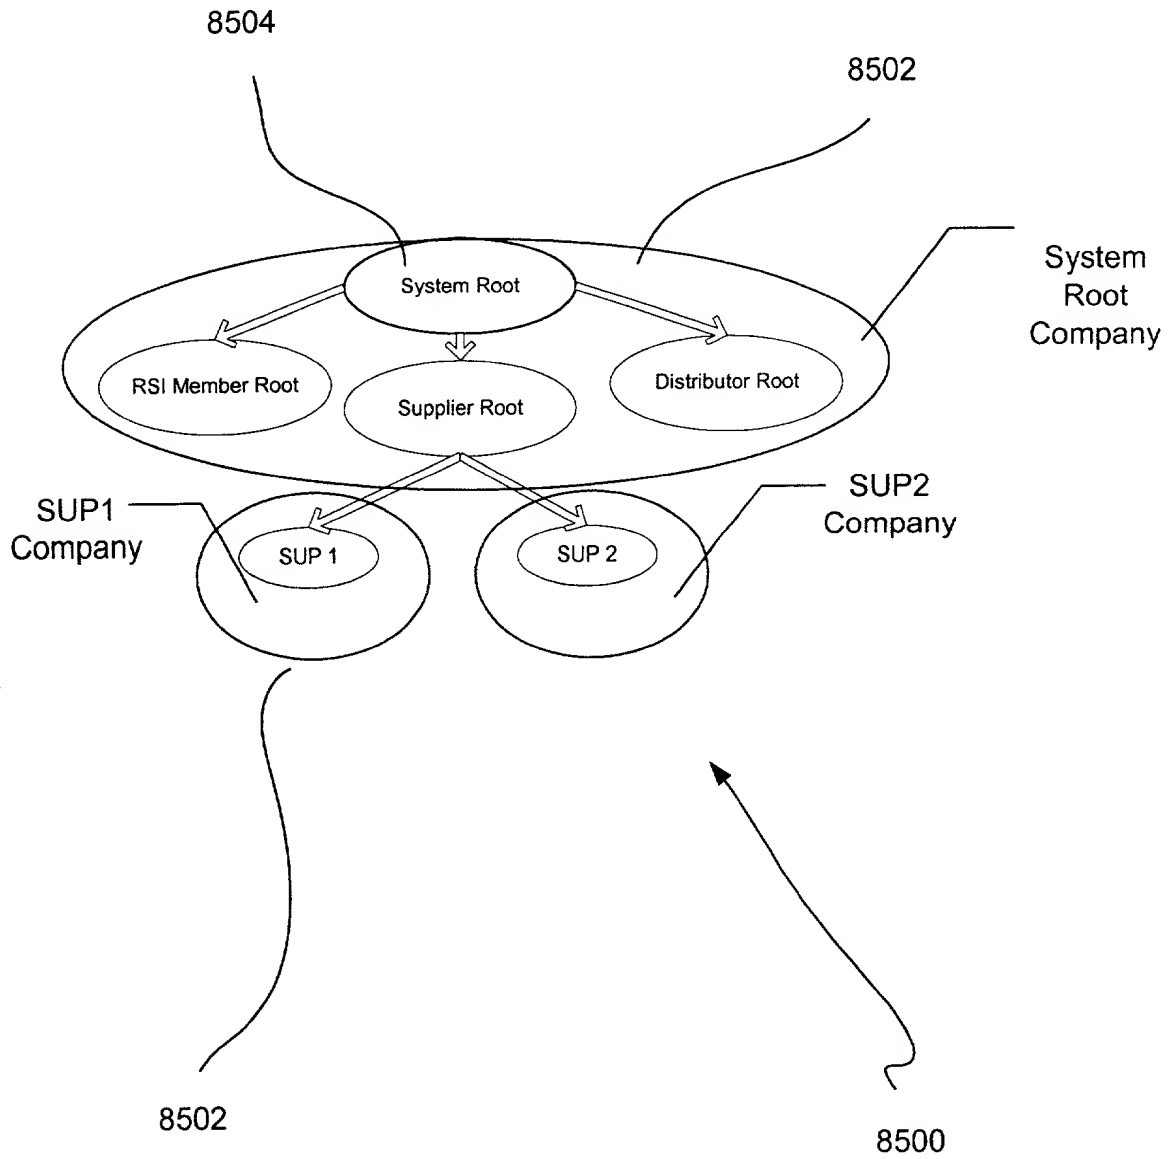 8504
8502
System
Root
Company
System Root
RSI Member Root
Supplier Root
Distributor Root
SUP1
Company
SUP2
Company
SUP 1
SUP 2
8502
8500